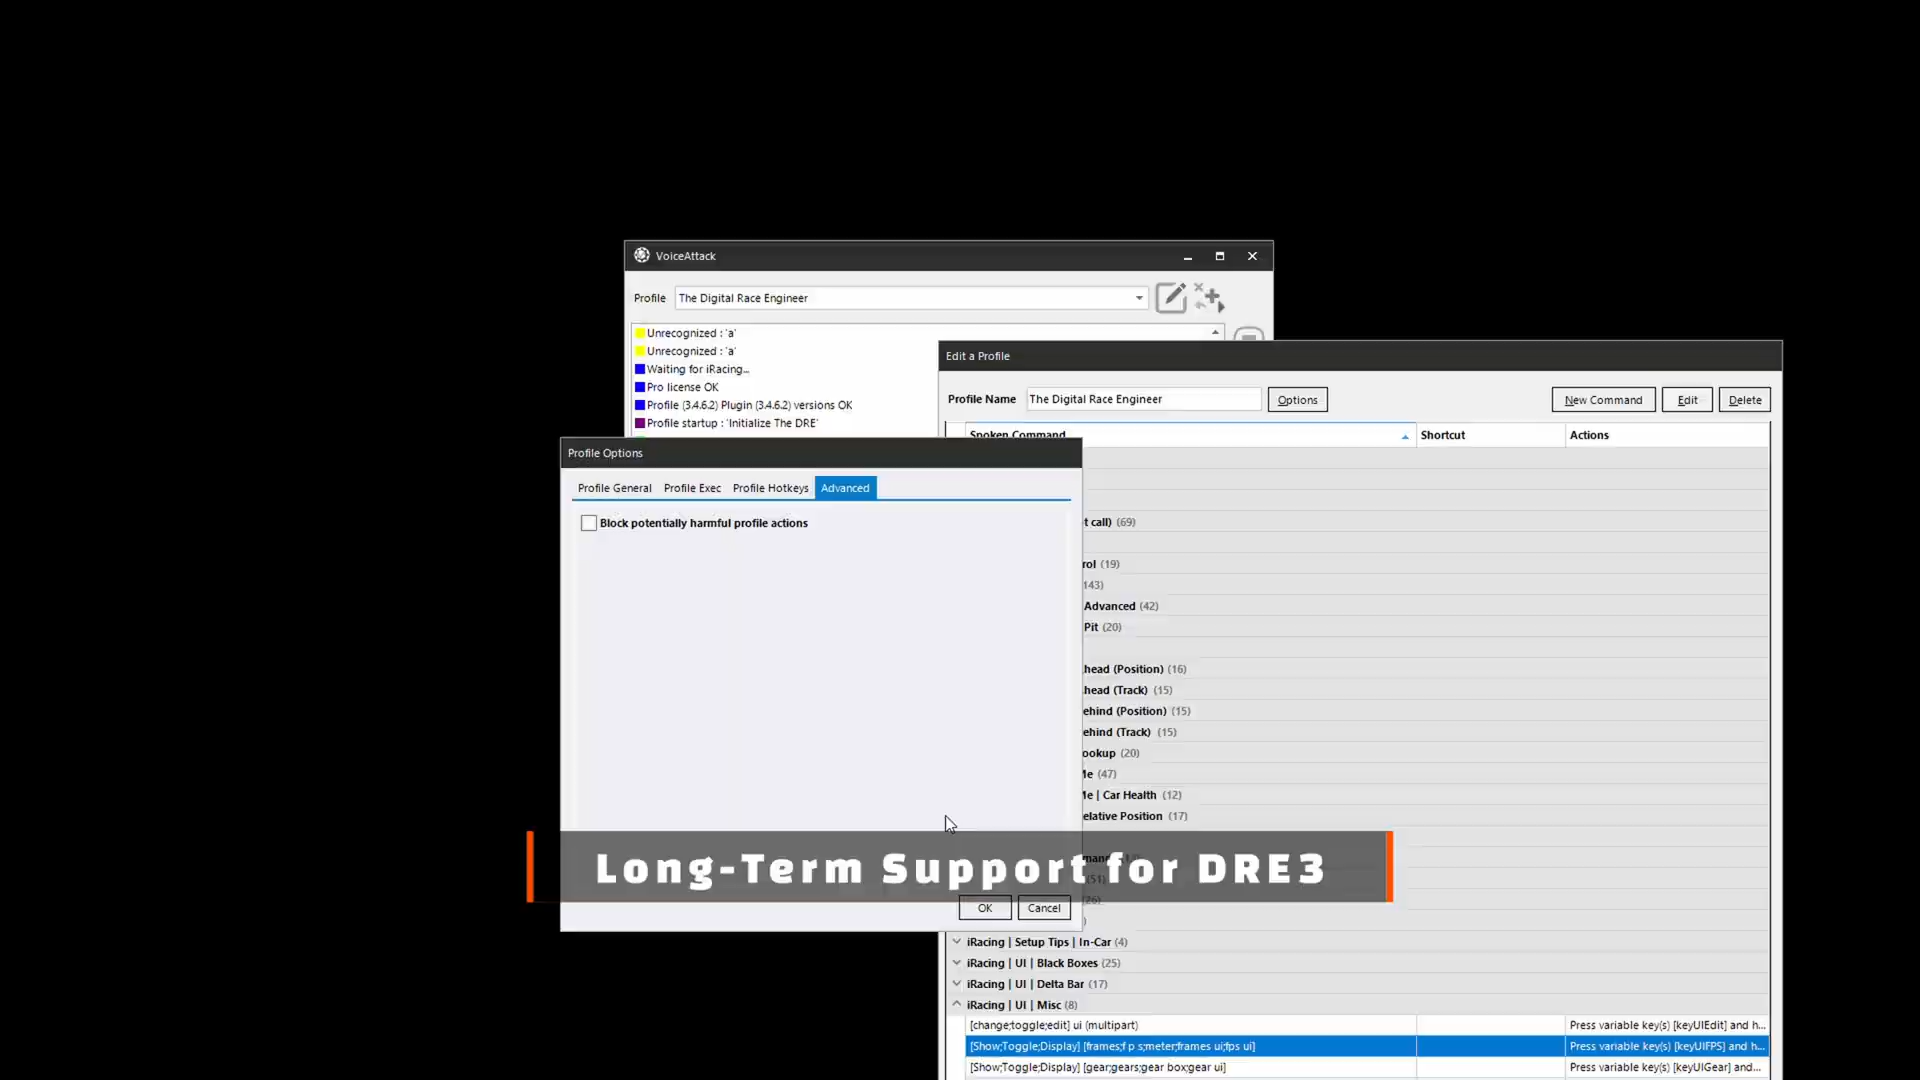 VoiceAttack
Profile
The Digital Race Engineer
Unrecognized : 'a'
Unrecognized : 'a'
Waiting for iRacing...
Pro license OK
Profile (3.4.6.2) Plugin (3.4.6.2) versions OK
Profile startup : 'Initialize The DRE'
Edit a Profile
Profile Name
The Digital Race Engineer
Options
New Command
Edit
Delete
Spoken Command
Shortcut
Actions
Profile Options
Profile General
Profile Exec
Profile Hotkeys
Advanced
Block potentially harmful profile actions
t call) (69)
rol (19)
143)
Advanced (42)
Pit (20)
head (Position) (16)
head (Track) (15)
ehind (Position) (15)
ehind (Track) (15)
ookup (20)
Me (47)
Me | Car Health (12)
elative Position (17)
Long-Term Support for DRE3
(51)
(26)
OK
Cancel
iRacing | Setup Tips | In-Car (4)
iRacing | UI | Black Boxes (25)
iRacing | UI | Delta Bar (17)
iRacing | UI | Misc (8)
[change;toggle;edit] ui (multipart)
Press variable key(s) [keyUIEdit] and h...
[Show;Toggle;Display] [frames;f p s;meter;frames ui;fps ui]
Press variable key(s) [keyUIFPS] and h...
[Show;Toggle;Display] [gear;gears;gear box;gear ui]
Press variable key(s) [keyUIGear] and...